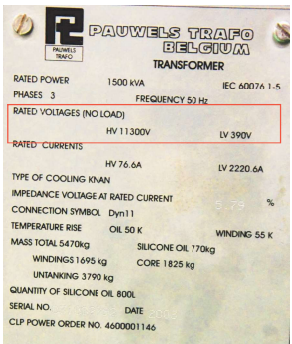 PAUWELS TRAFO
PAUWELS TRAFO
BELGIUM
TRANSFORMER
RATED POWER 1500 kVA IEC 60076 1-5
PHASES 3 FREQUENCY 50 Hz
RATED VOLTAGES (NO LOAD)
HV 11300V LV 390V
RATED CURRENTS
HV 76.6A LV 2220.6A
TYPE OF COOLING KNAN
IMPEDANCE VOLTAGE AT RATED CURRENT %
CONNECTION SYMBOL Dyn11
TEMPERATURE RISE OIL 50 K WINDING 55 K
MASS TOTAL 5470kg SILICONE OIL 770kg
WINDINGS 1695 kg CORE 1825 kg
UNTANKING 3790 kg
QUANTITY OF SILICONE OIL 800L
SERIAL NO. DATE
CLP POWER ORDER NO. 4600001146